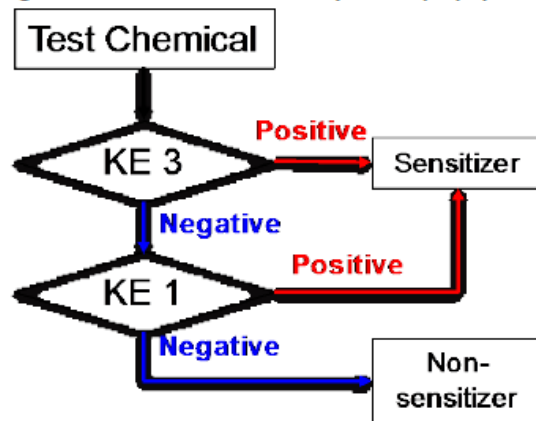 Test Chemical
Positive
KE 3
Sensitizer
Negative
Positive
KE 1
Negative
Non-
sensitizer